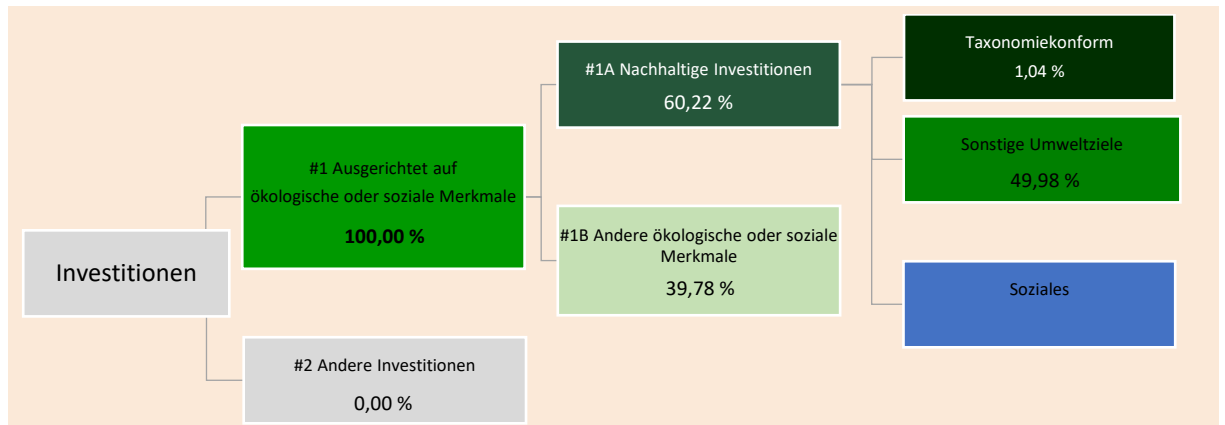 Investitionen
#1 Ausgerichtet auf
ökologische oder soziale Merkmale
100,00 %
#2 Andere Investitionen
0,00 %
#1A Nachhaltige Investitionen
60,22 %
#1B Andere ökologische oder soziale
Merkmale
39,78 %
Taxonomiekonform
1,04 %
Sonstige Umweltziele
49,98 %
Soziales